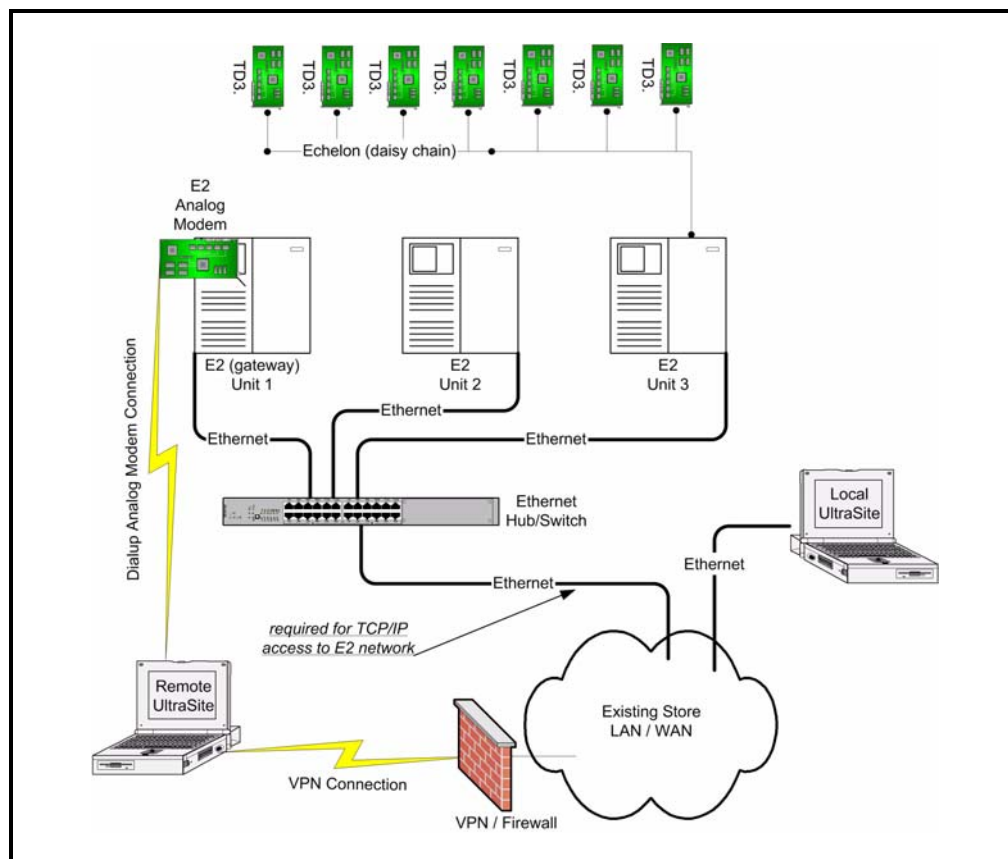 TD3.
TD3.
TD3.
TD3.
TD3.
TD3.
TD3.
Echelon (daisy chain)
E2
Analog
Modem
E2 (gateway)
Unit 1
E2
Unit 2
E2
Unit 3
Ethernet
Ethernet
Ethernet
Dialup Analog Modem Connection
Ethernet
Hub/Switch
Local
UltraSite
Ethernet
Ethernet
required for TCP/IP
access to E2 network
Remote
UltraSite
Existing Store
LAN / WAN
VPN Connection
VPN / Firewall